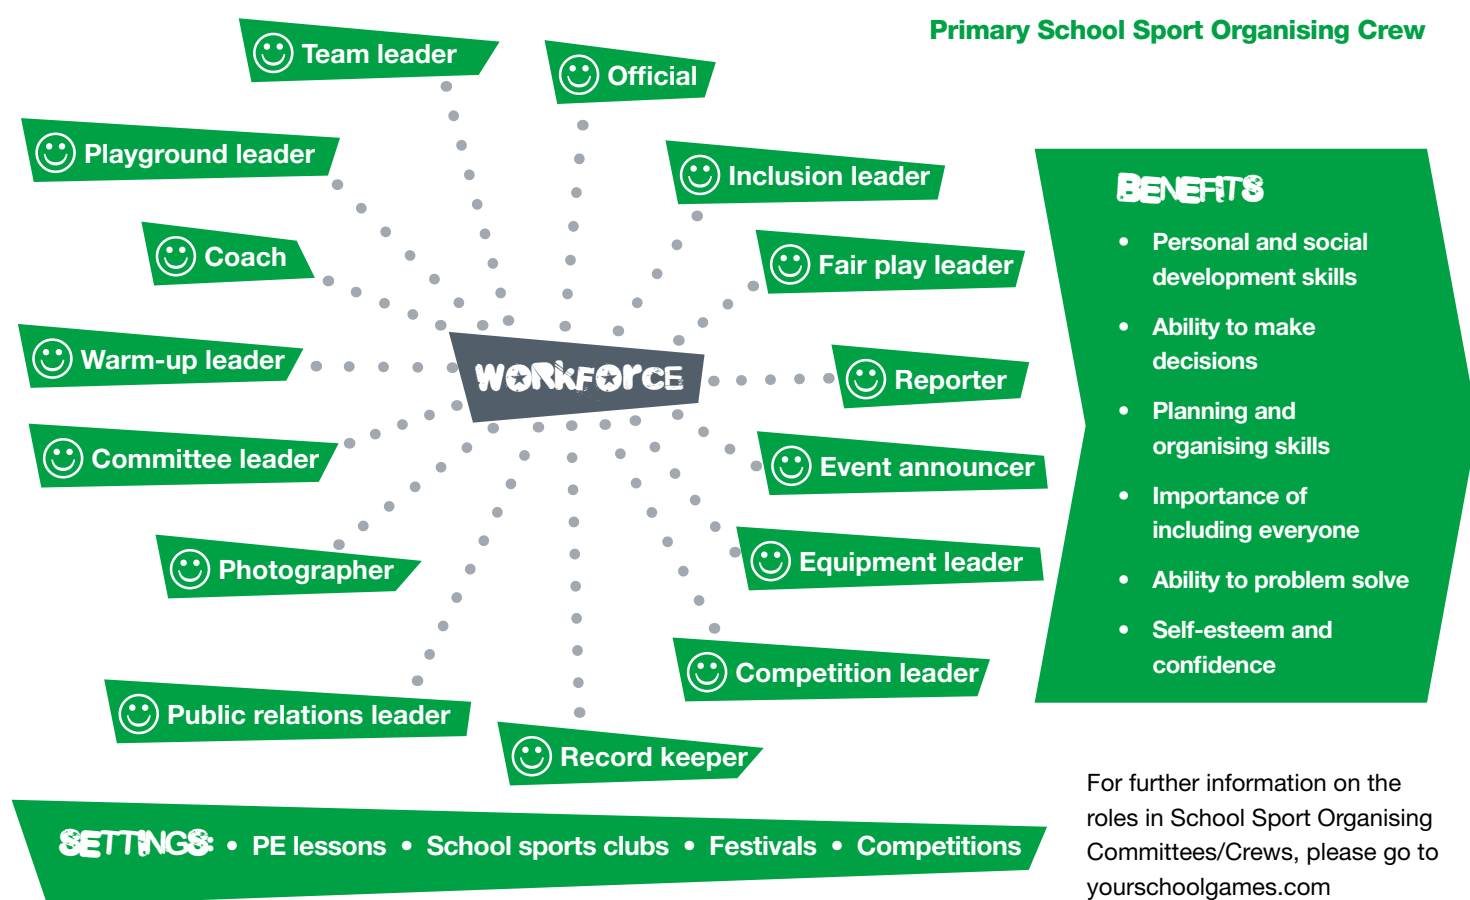 Primary School Sport Organising Crew
Team leader
Official
Playground leader
Inclusion leader
Coach
Fair play leader
Warm-up leader
WORKFORCE
Reporter
Committee leader
Event announcer
Photographer
Equipment leader
Competition leader
Public relations leader
Record keeper
BENEFITS
• Personal and social
development skills
• Ability to make
decisions
• Planning and
organising skills
• Importance of
including everyone
• Ability to problem solve
• Self-esteem and
confidence
SETTINGS: • PE lessons • School sports clubs • Festivals • Competitions
For further information on the
roles in School Sport Organising
Committees/Crews, please go to
yourschoolgames.com